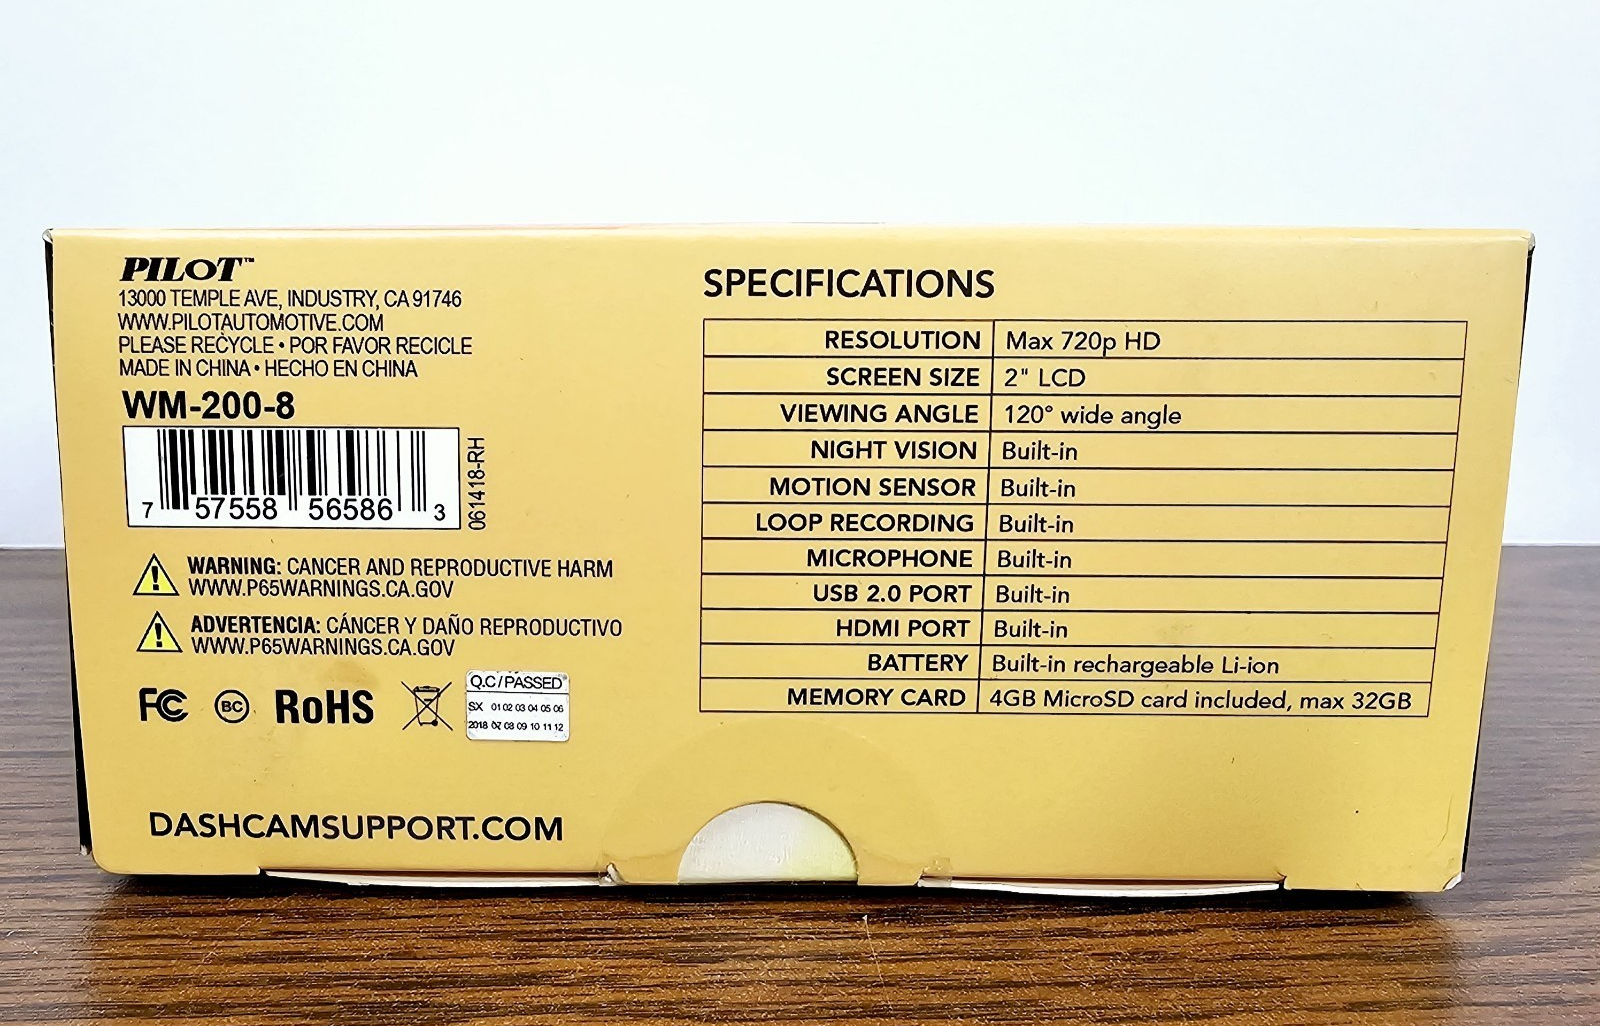 PILOT™
13000 TEMPLE AVE, INDUSTRY, CA 91746
WWW.PILOTAUTOMOTIVE.COM
PLEASE RECYCLE • POR FAVOR RECICLE
MADE IN CHINA • HECHO EN CHINA
WM-200-8
7 57558 56586 3
061418-RH
WARNING: CANCER AND REPRODUCTIVE HARM
WWW.P65WARNINGS.CA.GOV
ADVERTENCIA: CÁNCER Y DAÑO REPRODUCTIVO
WWW.P65WARNINGS.CA.GOV
FC BC RoHS
Q.C/PASSED
SX 01 02 03 04 05 06
2018 07 08 09 10 11 12
DASHCAMSUPPORT.COM
SPECIFICATIONS
RESOLUTION Max 720p HD
SCREEN SIZE 2" LCD
VIEWING ANGLE 120° wide angle
NIGHT VISION Built-in
MOTION SENSOR Built-in
LOOP RECORDING Built-in
MICROPHONE Built-in
USB 2.0 PORT Built-in
HDMI PORT Built-in
BATTERY Built-in rechargeable Li-ion
MEMORY CARD 4GB MicroSD card included, max 32GB